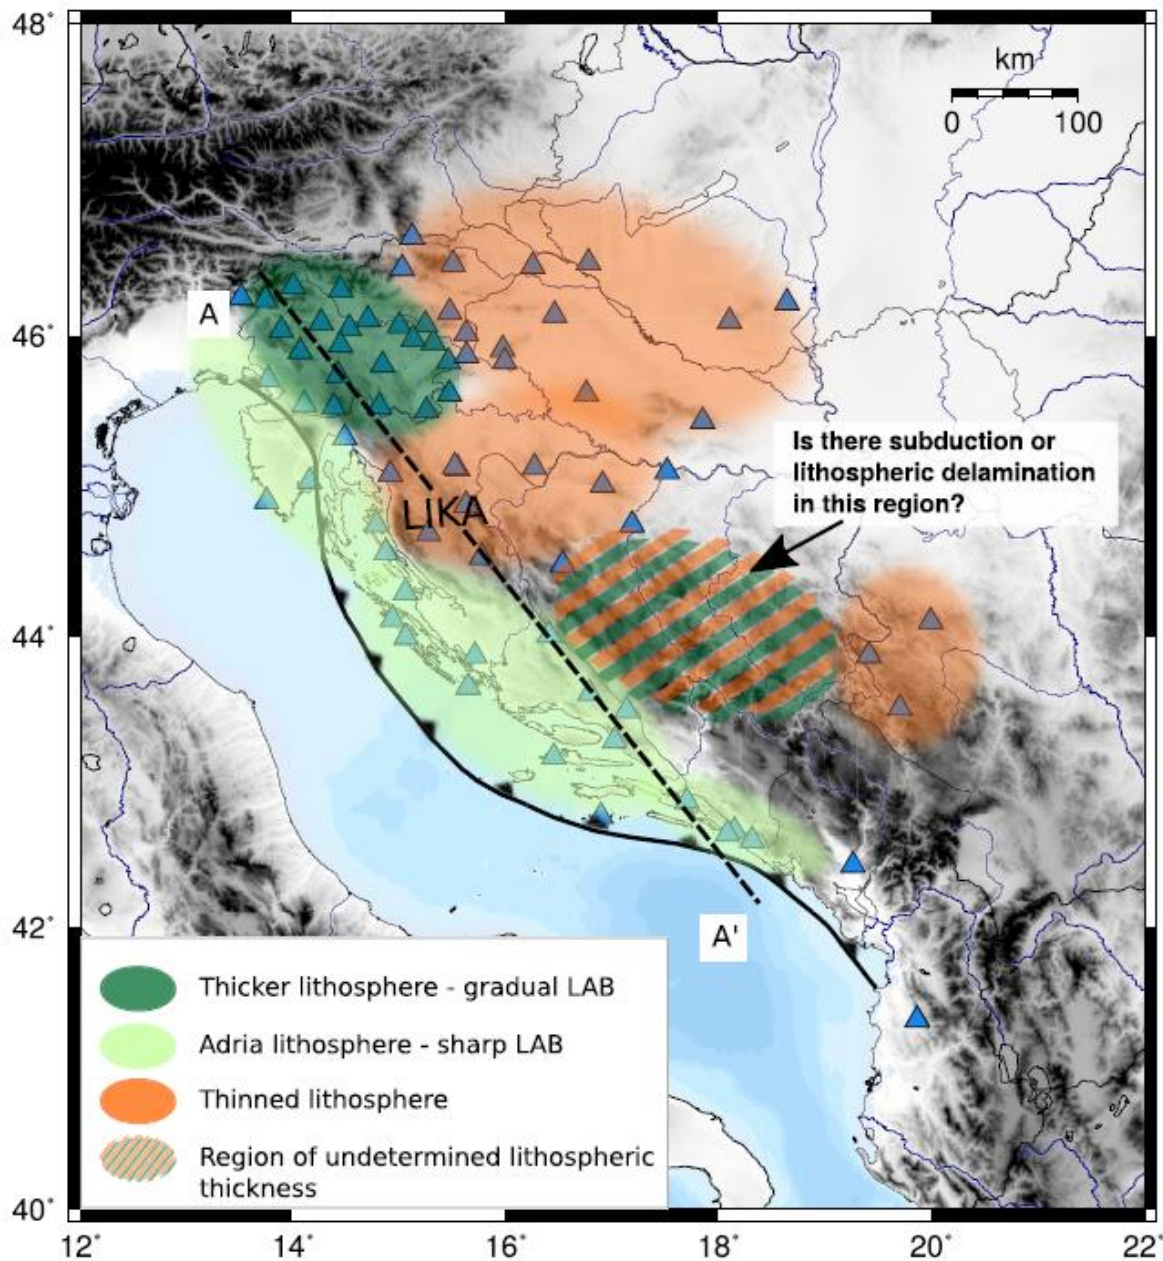 48°
km
0 100
A
46°
Is there subduction or
lithospheric delamination
in this region?
LIKA
44°
42°
A'
Thicker lithosphere - gradual LAB
Adria lithosphere - sharp LAB
Thinned lithosphere
Region of undetermined lithospheric
thickness
40°
12° 14° 16° 18° 20° 22°